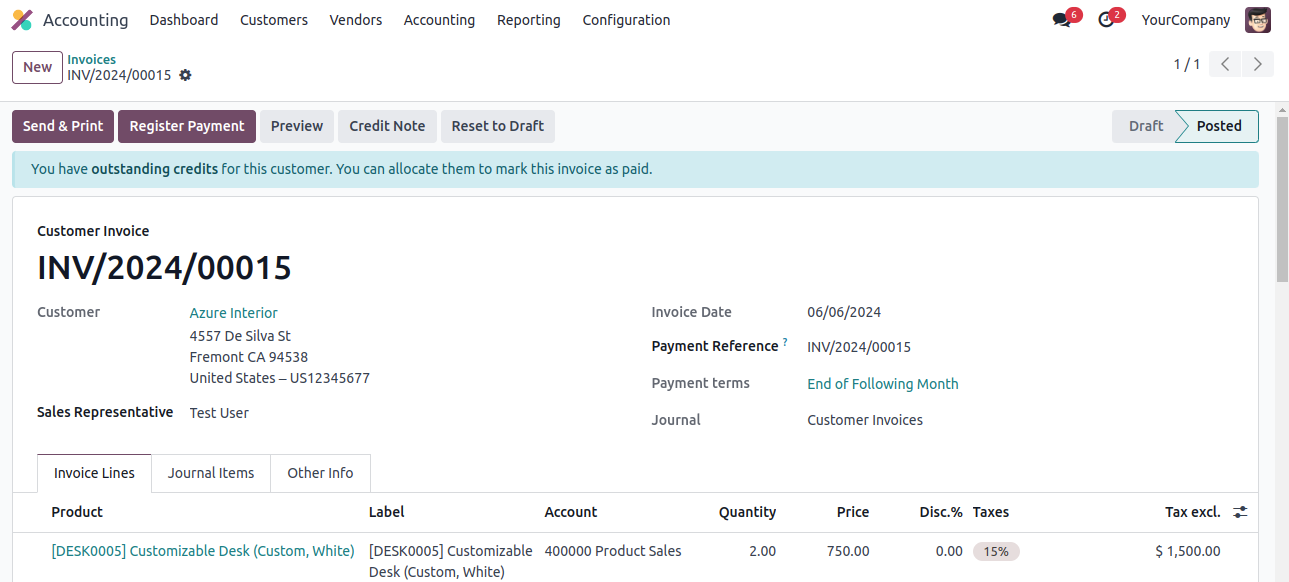 Accounting Dashboard Customers Vendors Accounting Reporting Configuration 6 2 YourCompany
New Invoices
INV/2024/00015
1 / 1
Send & Print Register Payment Preview Credit Note Reset to Draft Draft Posted
You have outstanding credits for this customer. You can allocate them to mark this invoice as paid.
Customer Invoice
INV/2024/00015
Customer Azure Interior
4557 De Silva St
Fremont CA 94538
United States – US12345677
Sales Representative Test User
Invoice Date 06/06/2024
Payment Reference ? INV/2024/00015
Payment terms End of Following Month
Journal Customer Invoices
Invoice Lines Journal Items Other Info
Product Label Account Quantity Price Disc.% Taxes Tax excl.
[DESK0005] Customizable Desk (Custom, White) [DESK0005] Customizable 400000 Product Sales 2.00 750.00 0.00 15% $ 1,500.00
Desk (Custom, White)